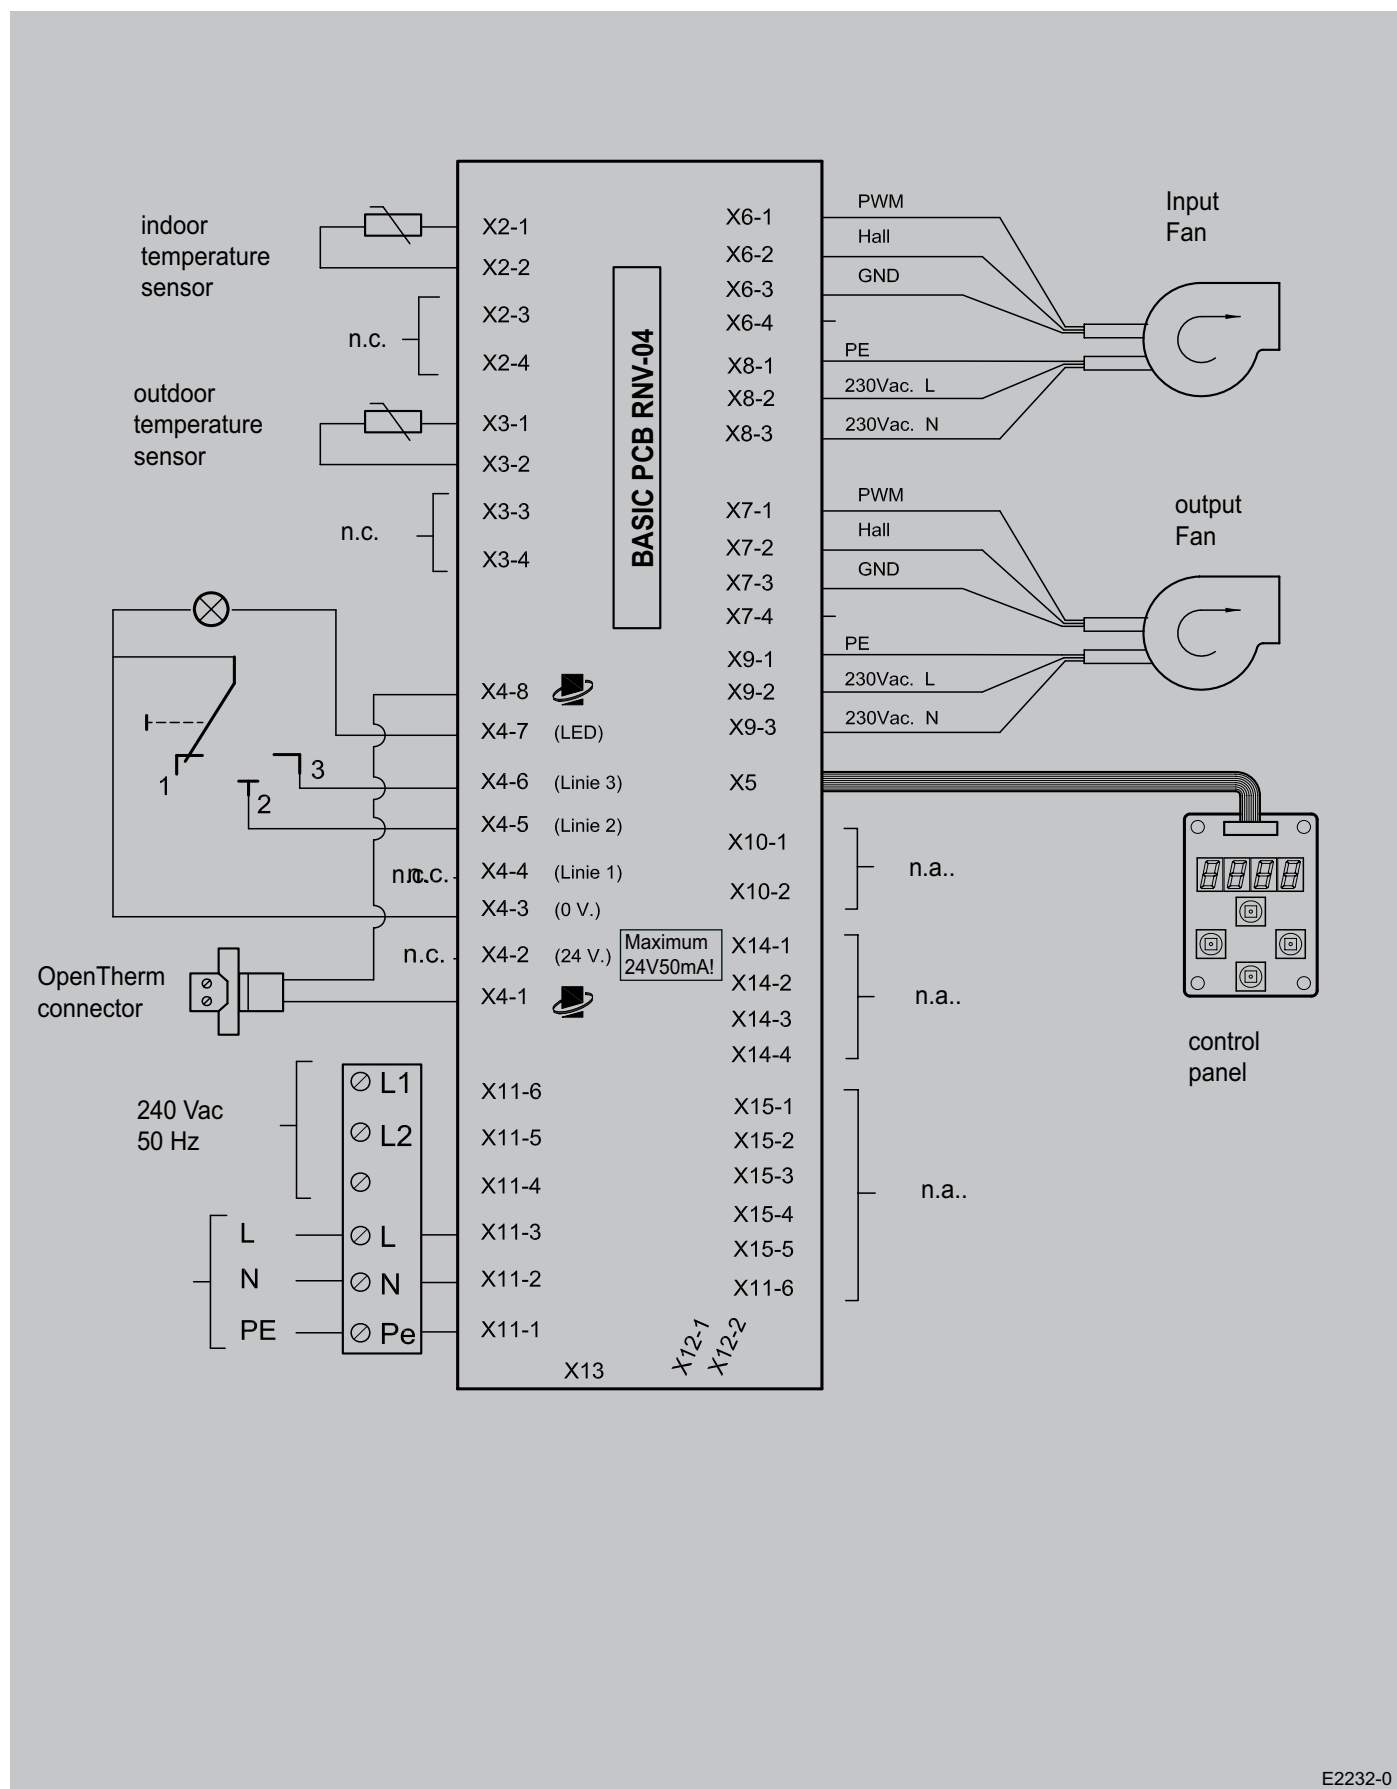 indoor
temperature
sensor
n.c.
outdoor
temperature
sensor
n.c.
1
2
3
n.c.
n.c.
n.c.
OpenTherm
connector
240 Vac
50 Hz
L
N
PE
L1
L2
L
N
Pe
X2-1
X2-2
X2-3
X2-4
X3-1
X3-2
X3-3
X3-4
X4-8
X4-7 (LED)
X4-6 (Linie 3)
X4-5 (Linie 2)
X4-4 (Linie 1)
X4-3 (0 V.)
X4-2 (24 V.)
Maximum
24V50mA!
X4-1
X11-6
X11-5
X11-4
X11-3
X11-2
X11-1
X13
X12-1
X12-2
BASIC PCB RNV-04
X6-1
X6-2
X6-3
X6-4
X8-1
X8-2
X8-3
X7-1
X7-2
X7-3
X7-4
X9-1
X9-2
X9-3
X5
X10-1
X10-2
X14-1
X14-2
X14-3
X14-4
X15-1
X15-2
X15-3
X15-4
X15-5
X11-6
PWM
Hall
GND
PE
230Vac. L
230Vac. N
Input
Fan
PWM
Hall
GND
PE
230Vac. L
230Vac. N
output
Fan
8888
n.a..
n.a..
n.a..
control
panel
E2232-0